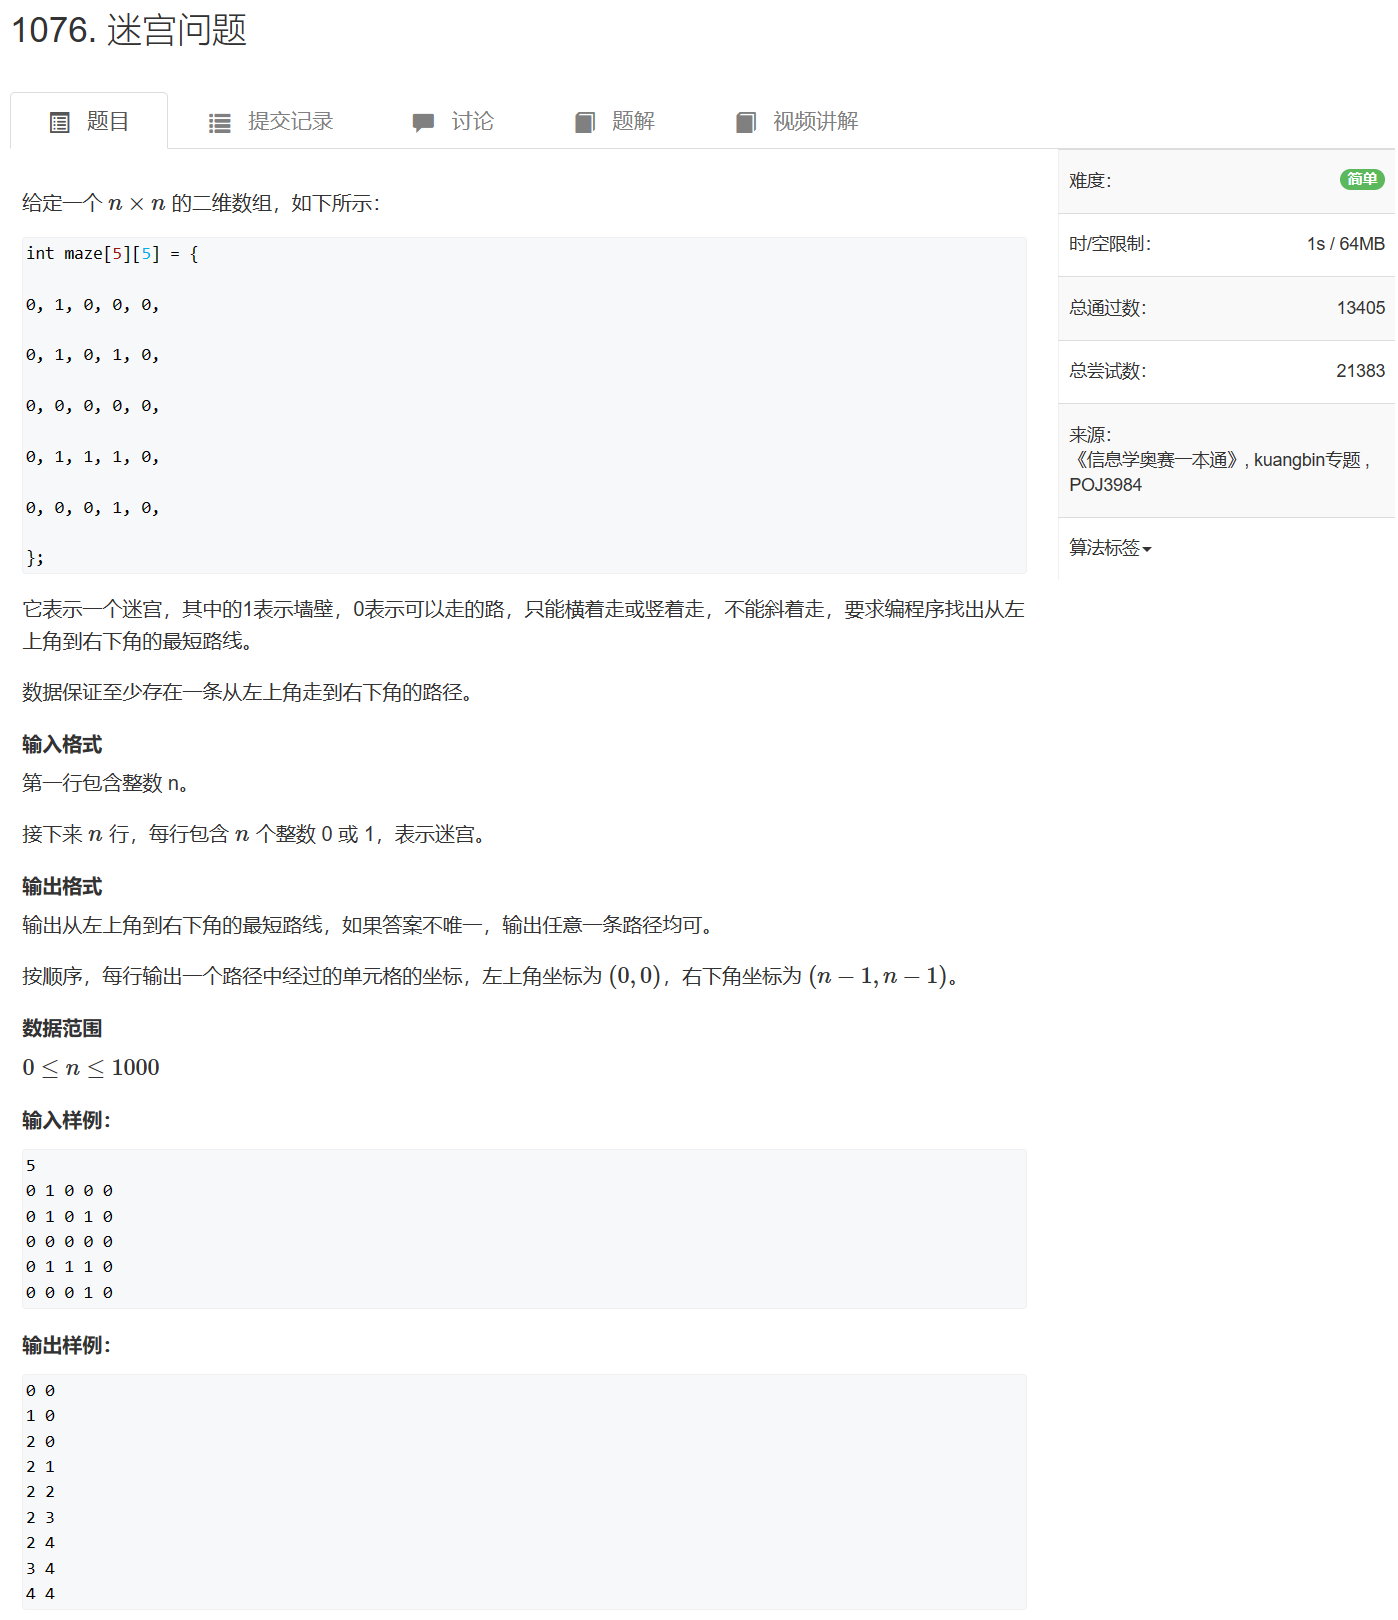 1076. 迷宫问题
题目
提交记录
讨论
题解
视频讲解
给定一个 n × n 的二维数组，如下所示：
int maze[5][5] = {
0, 1, 0, 0, 0,
0, 1, 0, 1, 0,
0, 0, 0, 0, 0,
0, 1, 1, 1, 0,
0, 0, 0, 1, 0,
};
它表示一个迷宫，其中的1表示墙壁，0表示可以走的路，只能横着走或竖着走，不能斜着走，要求编程序找出从左
上角到右下角的最短路线。
数据保证至少存在一条从左上角走到右下角的路径。
输入格式
第一行包含整数 n。
接下来 n 行，每行包含 n 个整数 0 或 1，表示迷宫。
输出格式
输出从左上角到右下角的最短路线，如果答案不唯一，输出任意一条路径均可。
按顺序，每行输出一个路径中经过的单元格的坐标，左上角坐标为 (0, 0)，右下角坐标为 (n − 1, n − 1)。
数据范围
0 ≤ n ≤ 1000
输入样例：
5
0 1 0 0 0
0 1 0 1 0
0 0 0 0 0
0 1 1 1 0
0 0 0 1 0
输出样例：
0 0
1 0
2 0
2 1
2 2
2 3
2 4
3 4
4 4
难度： 简单
时/空限制： 1s / 64MB
总通过数： 13405
总尝试数： 21383
来源：
《信息学奥赛一本通》, kuangbin专题 ,
POJ3984
算法标签